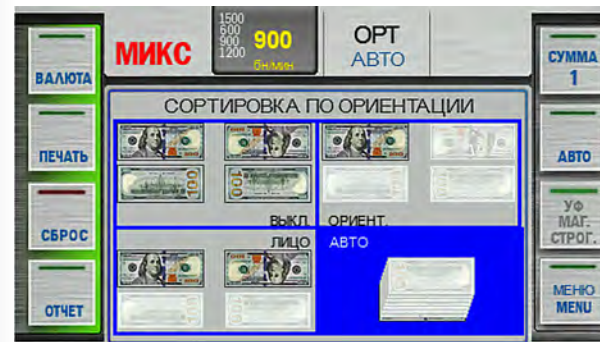 1500
600
900
1200
900
бн/мин
МИКС
ОРТ
АВТО
ВАЛЮТА
ПЕЧАТЬ
СБРОС
ОТЧЕТ
СОРТИРОВКА ПО ОРИЕНТАЦИИ
ВЫКЛ.
ОРИЕНТ.
ЛИЦО
АВТО
СУММА
1
АВТО
УФ
МАГ.
СТРОГ.
МЕНЮ
MENU